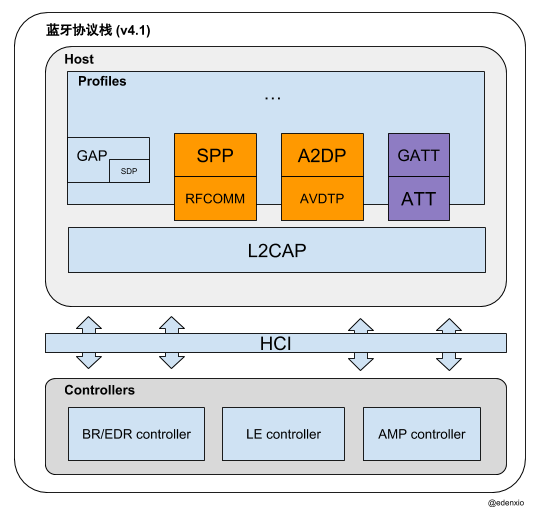 蓝牙协议栈 (v4.1)
Host
Profiles
...
GAP
SDP
SPP
A2DP
GATT
RFCOMM
AVDTP
ATT
L2CAP
HCI
Controllers
BR/EDR controller
LE controller
AMP controller
@edenxio